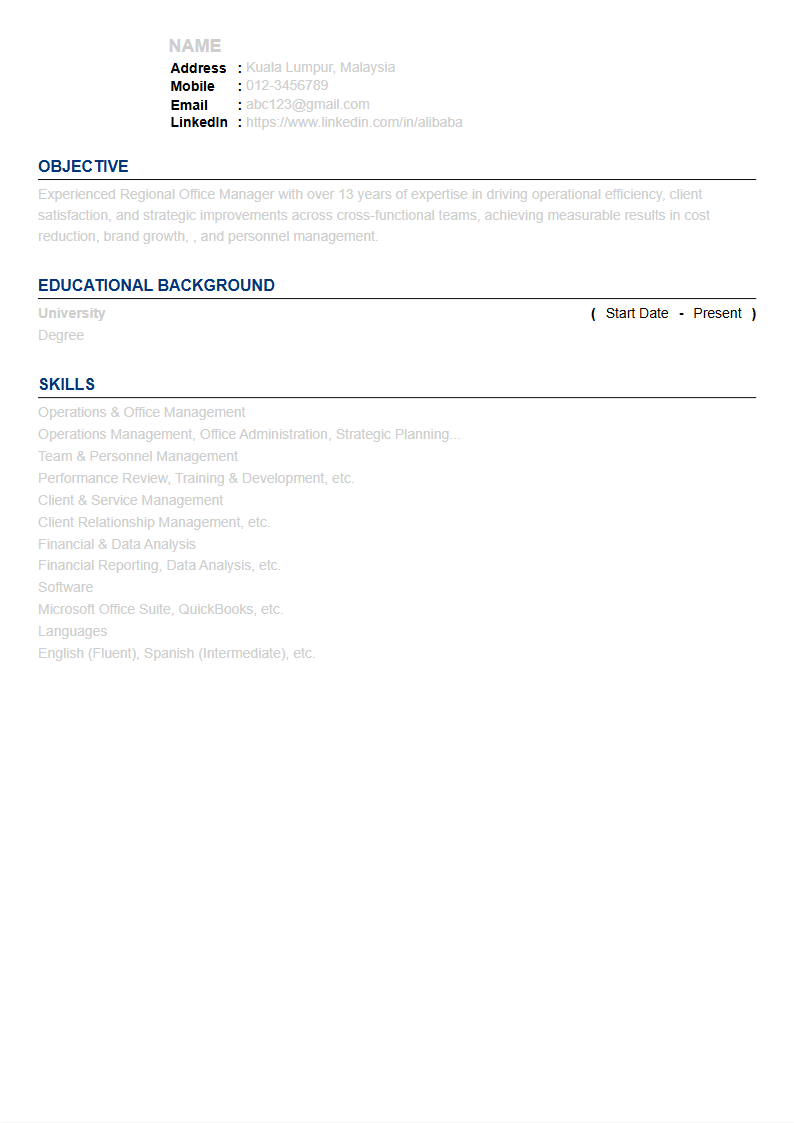 NAME
Address : Kuala Lumpur, Malaysia
Mobile : 012-3456789
Email : abc123@gmail.com
LinkedIn : https://www.linkedin.com/in/alibaba
OBJECTIVE
Experienced Regional Office Manager with over 13 years of expertise in driving operational efficiency, client
satisfaction, and strategic improvements across cross-functional teams, achieving measurable results in cost
reduction, brand growth, , and personnel management.
EDUCATIONAL BACKGROUND
University ( Start Date - Present )
Degree
SKILLS
Operations & Office Management
Operations Management, Office Administration, Strategic Planning...
Team & Personnel Management
Performance Review, Training & Development, etc.
Client & Service Management
Client Relationship Management, etc.
Financial & Data Analysis
Financial Reporting, Data Analysis, etc.
Software
Microsoft Office Suite, QuickBooks, etc.
Languages
English (Fluent), Spanish (Intermediate), etc.